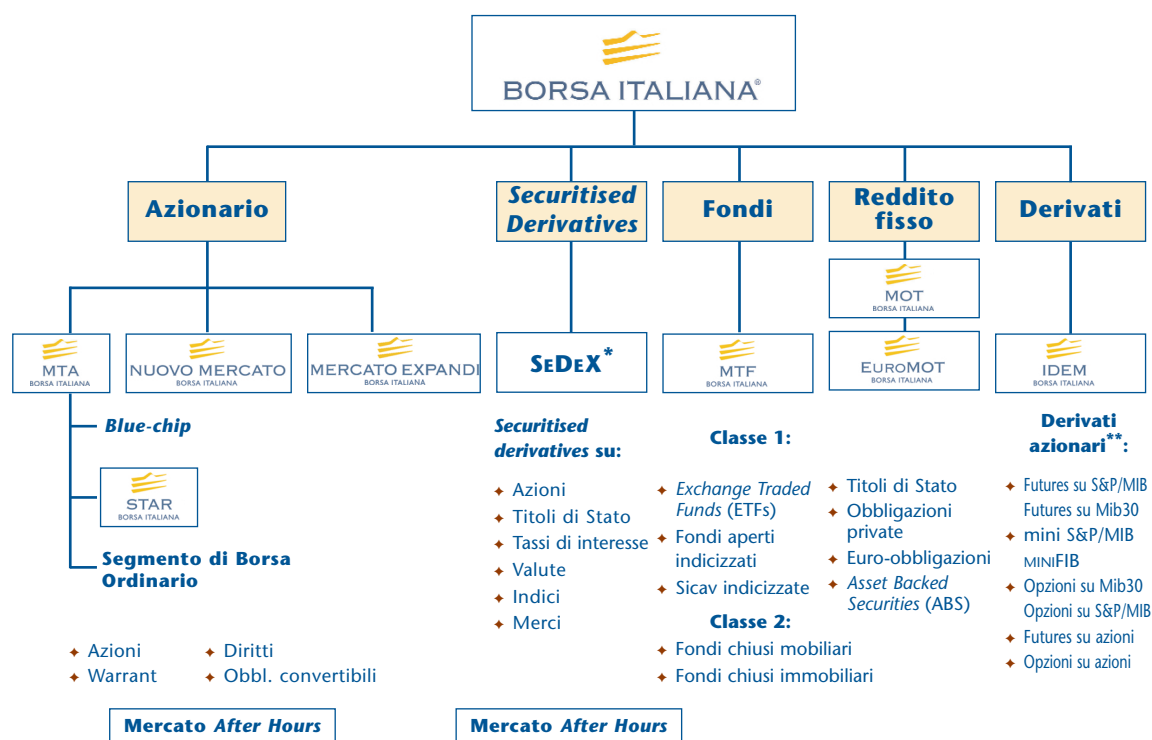 BORSA ITALIANA®
Azionario
Securitised
Derivatives
Fondi
Reddito
fisso
Derivati
MOT
BORSA ITALIANA
MTA
BORSA ITALIANA
NUOVO MERCATO
BORSA ITALIANA
MERCATO EXPANDI
BORSA ITALIANA
SEDEX*
MTF
BORSA ITALIANA
EUROMOT
BORSA ITALIANA
IDEM
BORSA ITALIANA
Blue-chip
STAR
BORSA ITALIANA
Segmento di Borsa
Ordinario
✦ Azioni
✦ Warrant
✦ Diritti
✦ Obbl. convertibili
Mercato After Hours
Securitised
derivatives su:
✦ Azioni
✦ Titoli di Stato
✦ Tassi di interesse
✦ Valute
✦ Indici
✦ Merci
Mercato After Hours
Classe 1:
✦ Exchange Traded
Funds (ETFs)
✦ Fondi aperti
indicizzati
✦ Sicav indicizzate
Classe 2:
✦ Fondi chiusi mobiliari
✦ Fondi chiusi immobiliari
✦ Titoli di Stato
✦ Obbligazioni
private
✦ Euro-obbligazioni
✦ Asset Backed
Securities (ABS)
Derivati
azionari**:
✦ Futures su S&P/MIB
Futures su Mib30
✦ mini S&P/MIB
MINIFIB
✦ Opzioni su Mib30
Opzioni su S&P/MIB
✦ Futures su azioni
✦ Opzioni su azioni